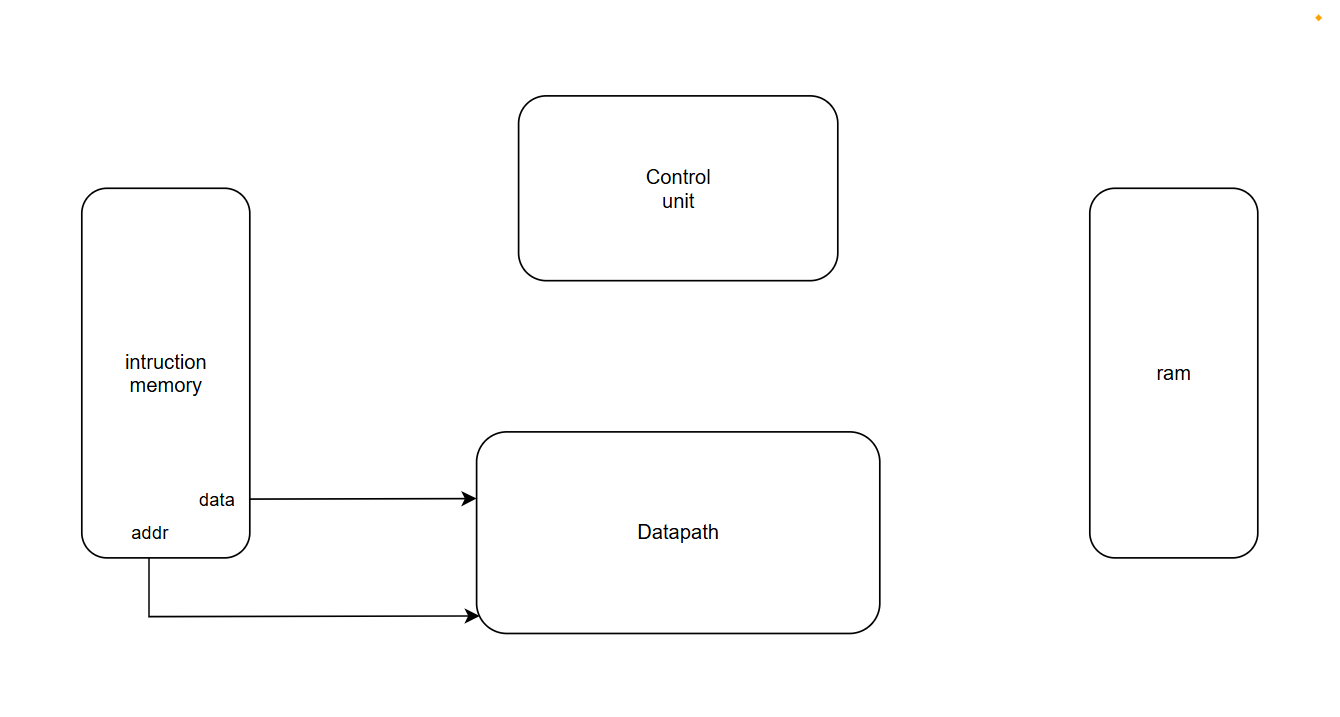 Control
unit
intruction
memory
ram
data
addr
Datapath